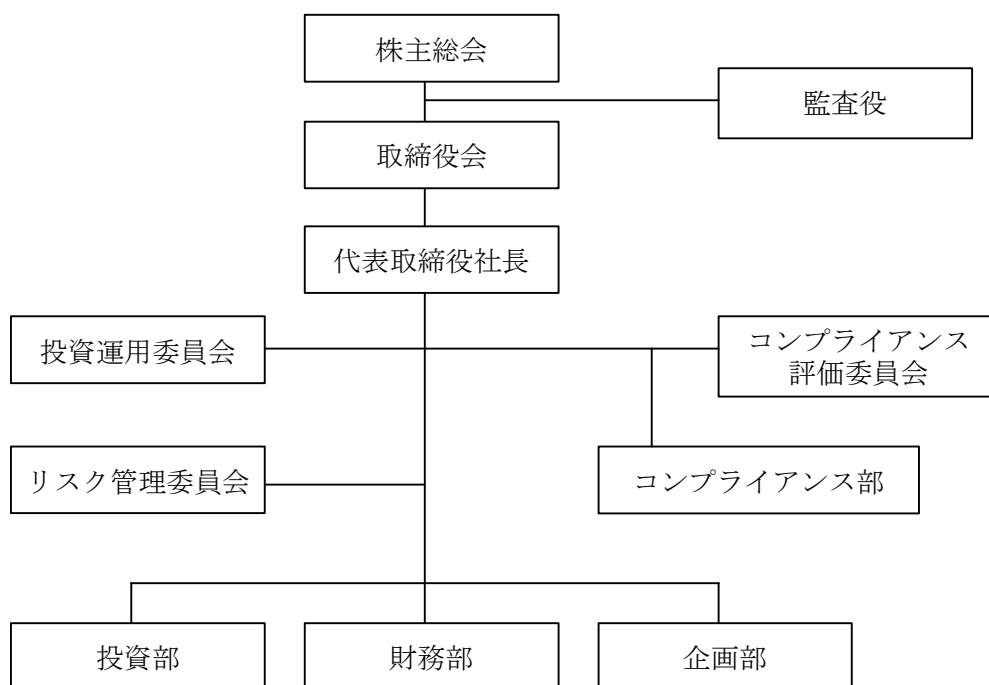 株主総会
監査役
取締役会
代表取締役社長
投資運用委員会
コンプライアンス
評価委員会
リスク管理委員会
コンプライアンス部
投資部
財務部
企画部